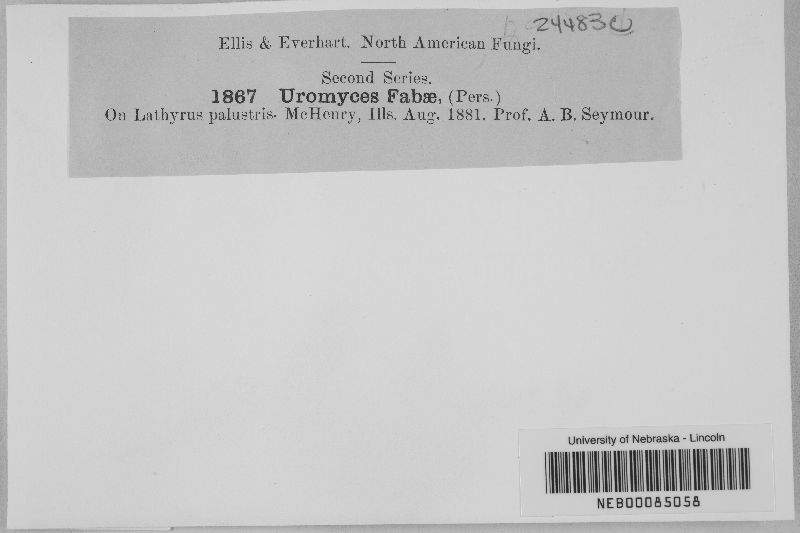 244830
Ellis & Everhart. North American Fungi.
Second Series.
1867 Uromyces Fabæ, (Pers.)
On Lathyrus palustris. McHenry, Ills. Aug. 1881. Prof. A. B. Seymour.
University of Nebraska - Lincoln
NEB00085058